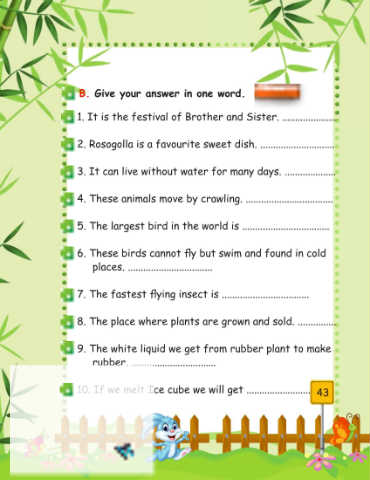 B. Give your answer in one word.
1. It is the festival of Brother and Sister. .....................
2. Rosogolla is a favourite sweet dish. ............................
3. It can live without water for many days. ...................
4. These animals move by crawling. .................................
5. The largest bird in the world is .................................
6. These birds cannot fly but swim and found in cold
places. ................................
7. The fastest flying insect is .................................
8. The place where plants are grown and sold. ..............
9. The white liquid we get from rubber plant to make
rubber. ................................
10. If we melt Ice cube we will get ........................
43